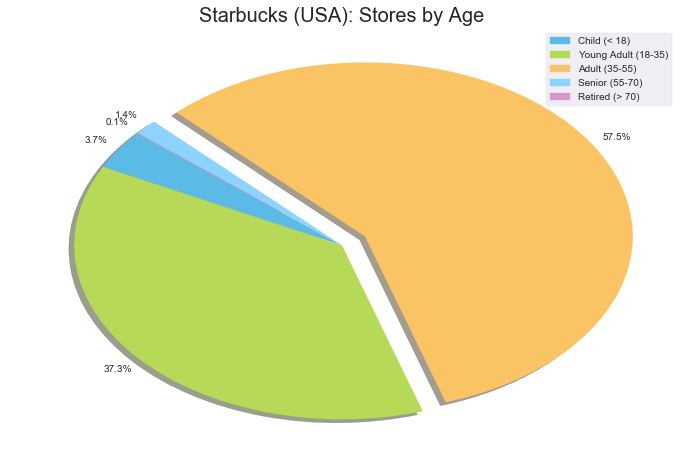 Starbucks (USA): Stores by Age
Child (< 18)
Young Adult (18-35)
Adult (35-55)
Senior (55-70)
Retired (> 70)
1.4%
0.1%
3.7%
57.5%
37.3%